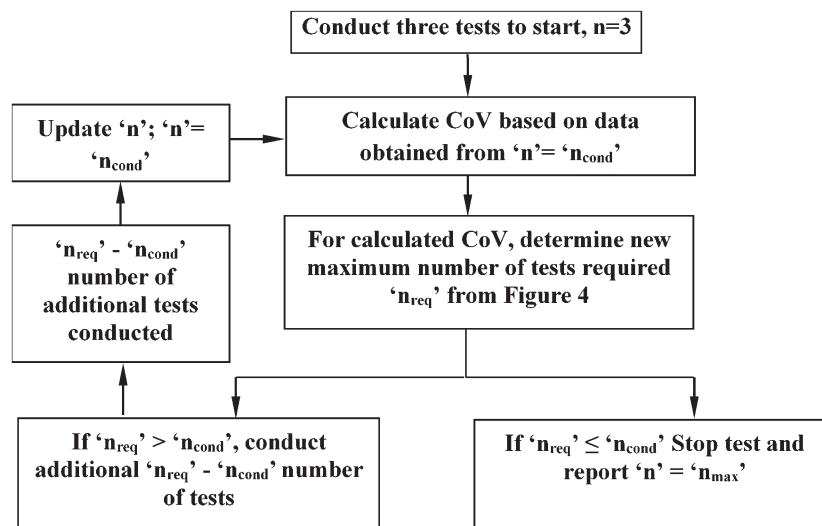 Conduct three tests to start, n=3
Update ‘n’; ‘n’=
‘ncond’
Calculate CoV based on data
obtained from ‘n’= ‘ncond’
‘nreq’ - ‘ncond’
number of
additional tests
conducted
For calculated CoV, determine new
maximum number of tests required
‘nreq’ from Figure 4
If ‘nreq’ > ‘ncond’, conduct
additional ‘nreq’ - ‘ncond’ number
of tests
If ‘nreq’ ≤ ‘ncond’ Stop test and
report ‘n’ = ‘nmax’